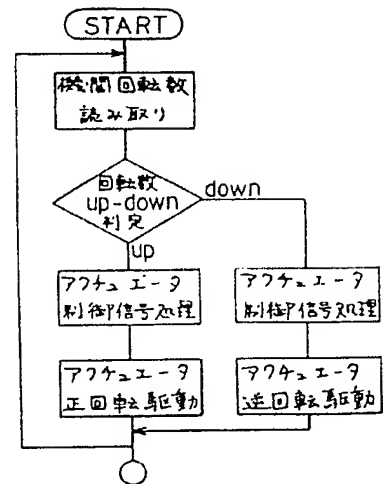 START
機関回転数
読み取り
回転数
up-down
判定
down
up
アクチュエータ
制御信号処理
アクチュエータ
制御信号処理
アクチュエータ
正回転駆動
アクチュエータ
逆回転駆動